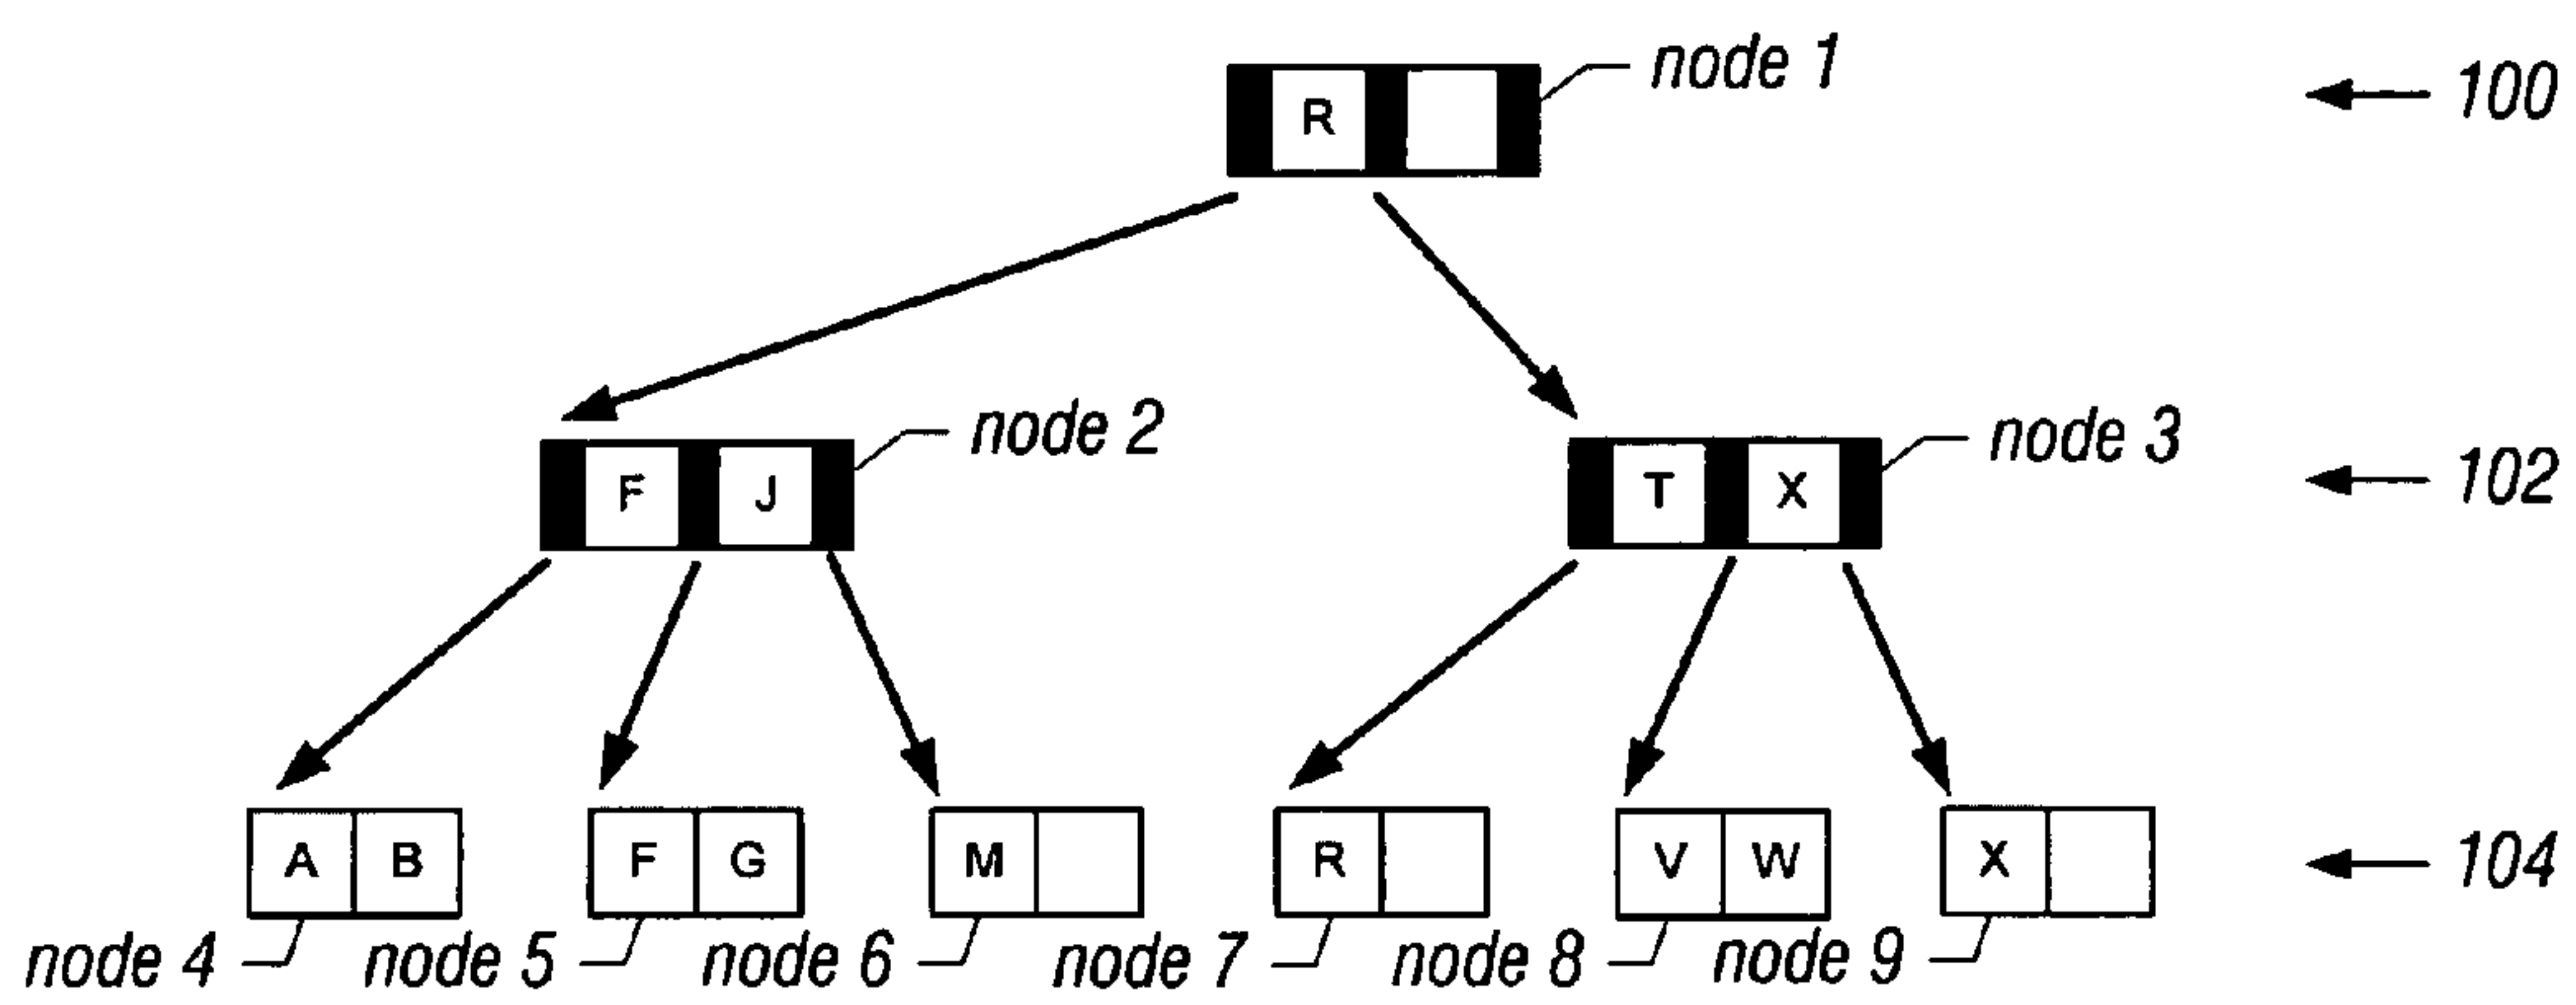 node 1
100
R
node 2
node 3
F J
T X
102
A B
F G
M
R
V W
X
104
node 4
node 5
node 6
node 7
node 8
node 9